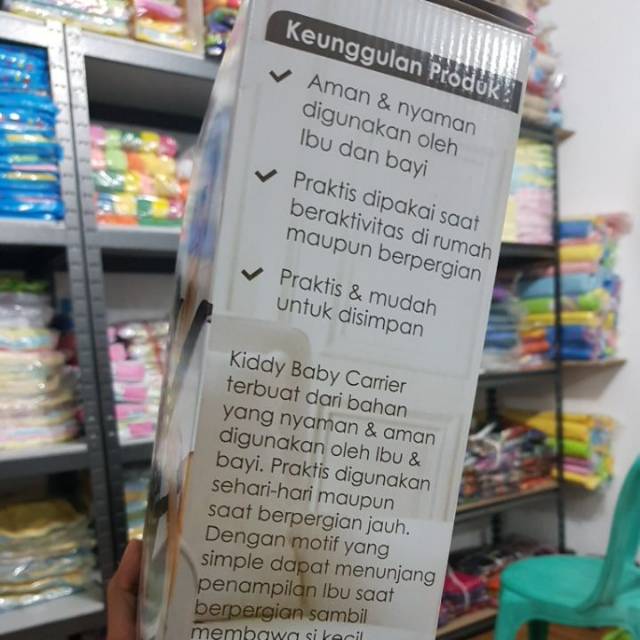 Keunggulan Produk :
Aman & nyaman
digunakan oleh
Ibu dan bayi
Praktis dipakai saat
beraktivitas di rumah
maupun berpergian
Praktis & mudah
untuk disimpan
Kiddy Baby Carrier
terbuat dari bahan
yang nyaman & aman
digunakan oleh Ibu &
bayi. Praktis digunakan
sehari-hari maupun
saat berpergian jauh.
Dengan motif yang
simple dapat menunjang
penampilan Ibu saat
berpergian sambil
membawa si kecil